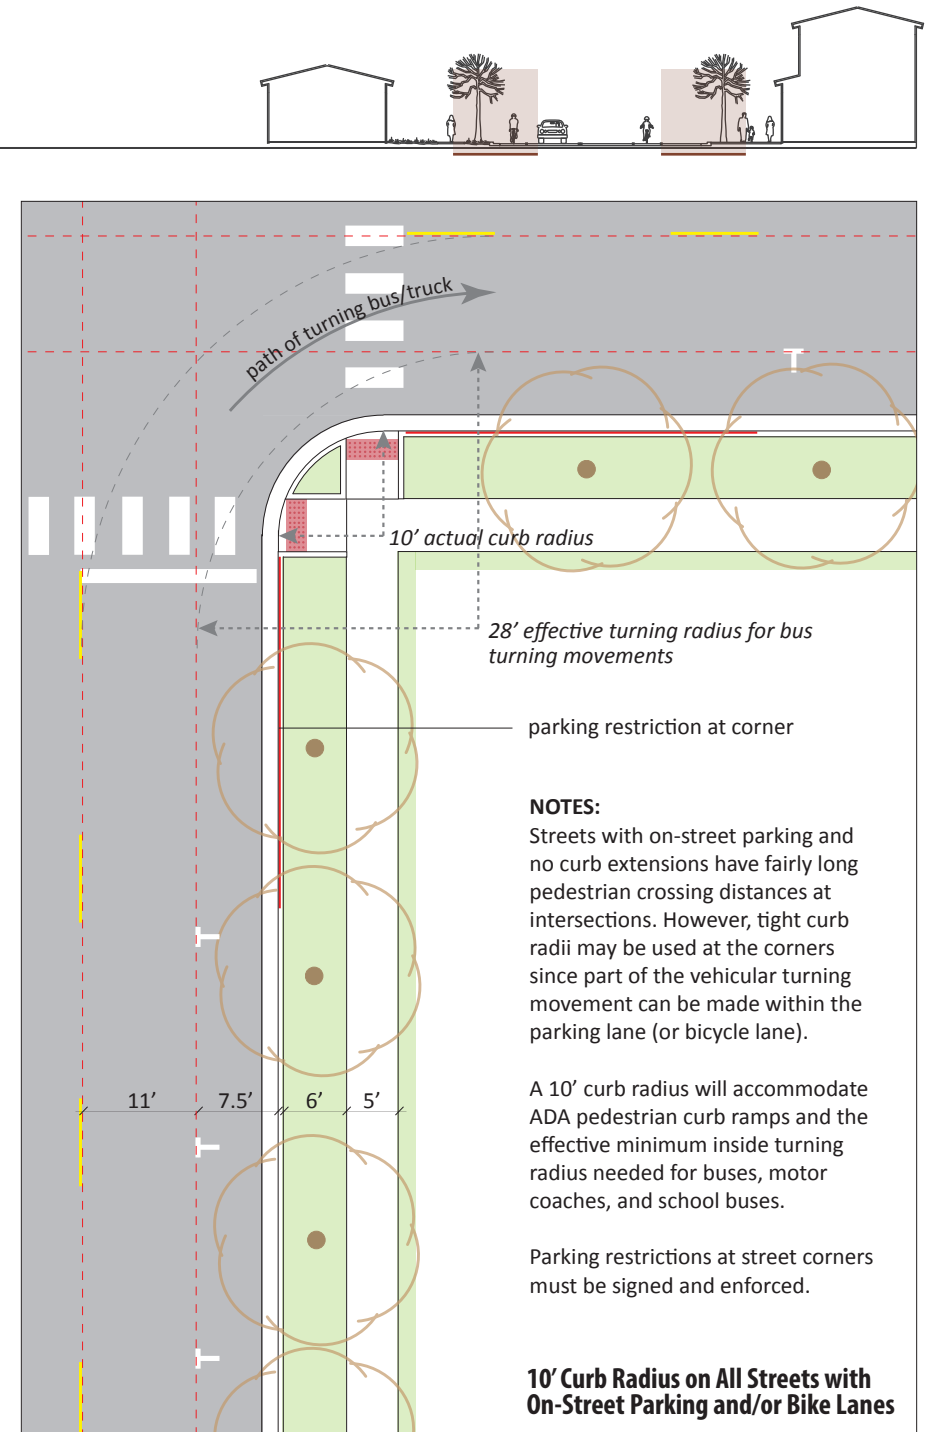 path of turning bus/truck
10’ actual curb radius
28’ effective turning radius for bus
turning movements
parking restriction at corner
NOTES:
Streets with on-street parking and
no curb extensions have fairly long
pedestrian crossing distances at
intersections. However, tight curb
radii may be used at the corners
since part of the vehicular turning
movement can be made within the
parking lane (or bicycle lane).
A 10’ curb radius will accommodate
ADA pedestrian curb ramps and the
effective minimum inside turning
radius needed for buses, motor
coaches, and school buses.
11’ 7.5’ 6’ 5’
Parking restrictions at street corners
must be signed and enforced.
10’ Curb Radius on All Streets with
On-Street Parking and/or Bike Lanes